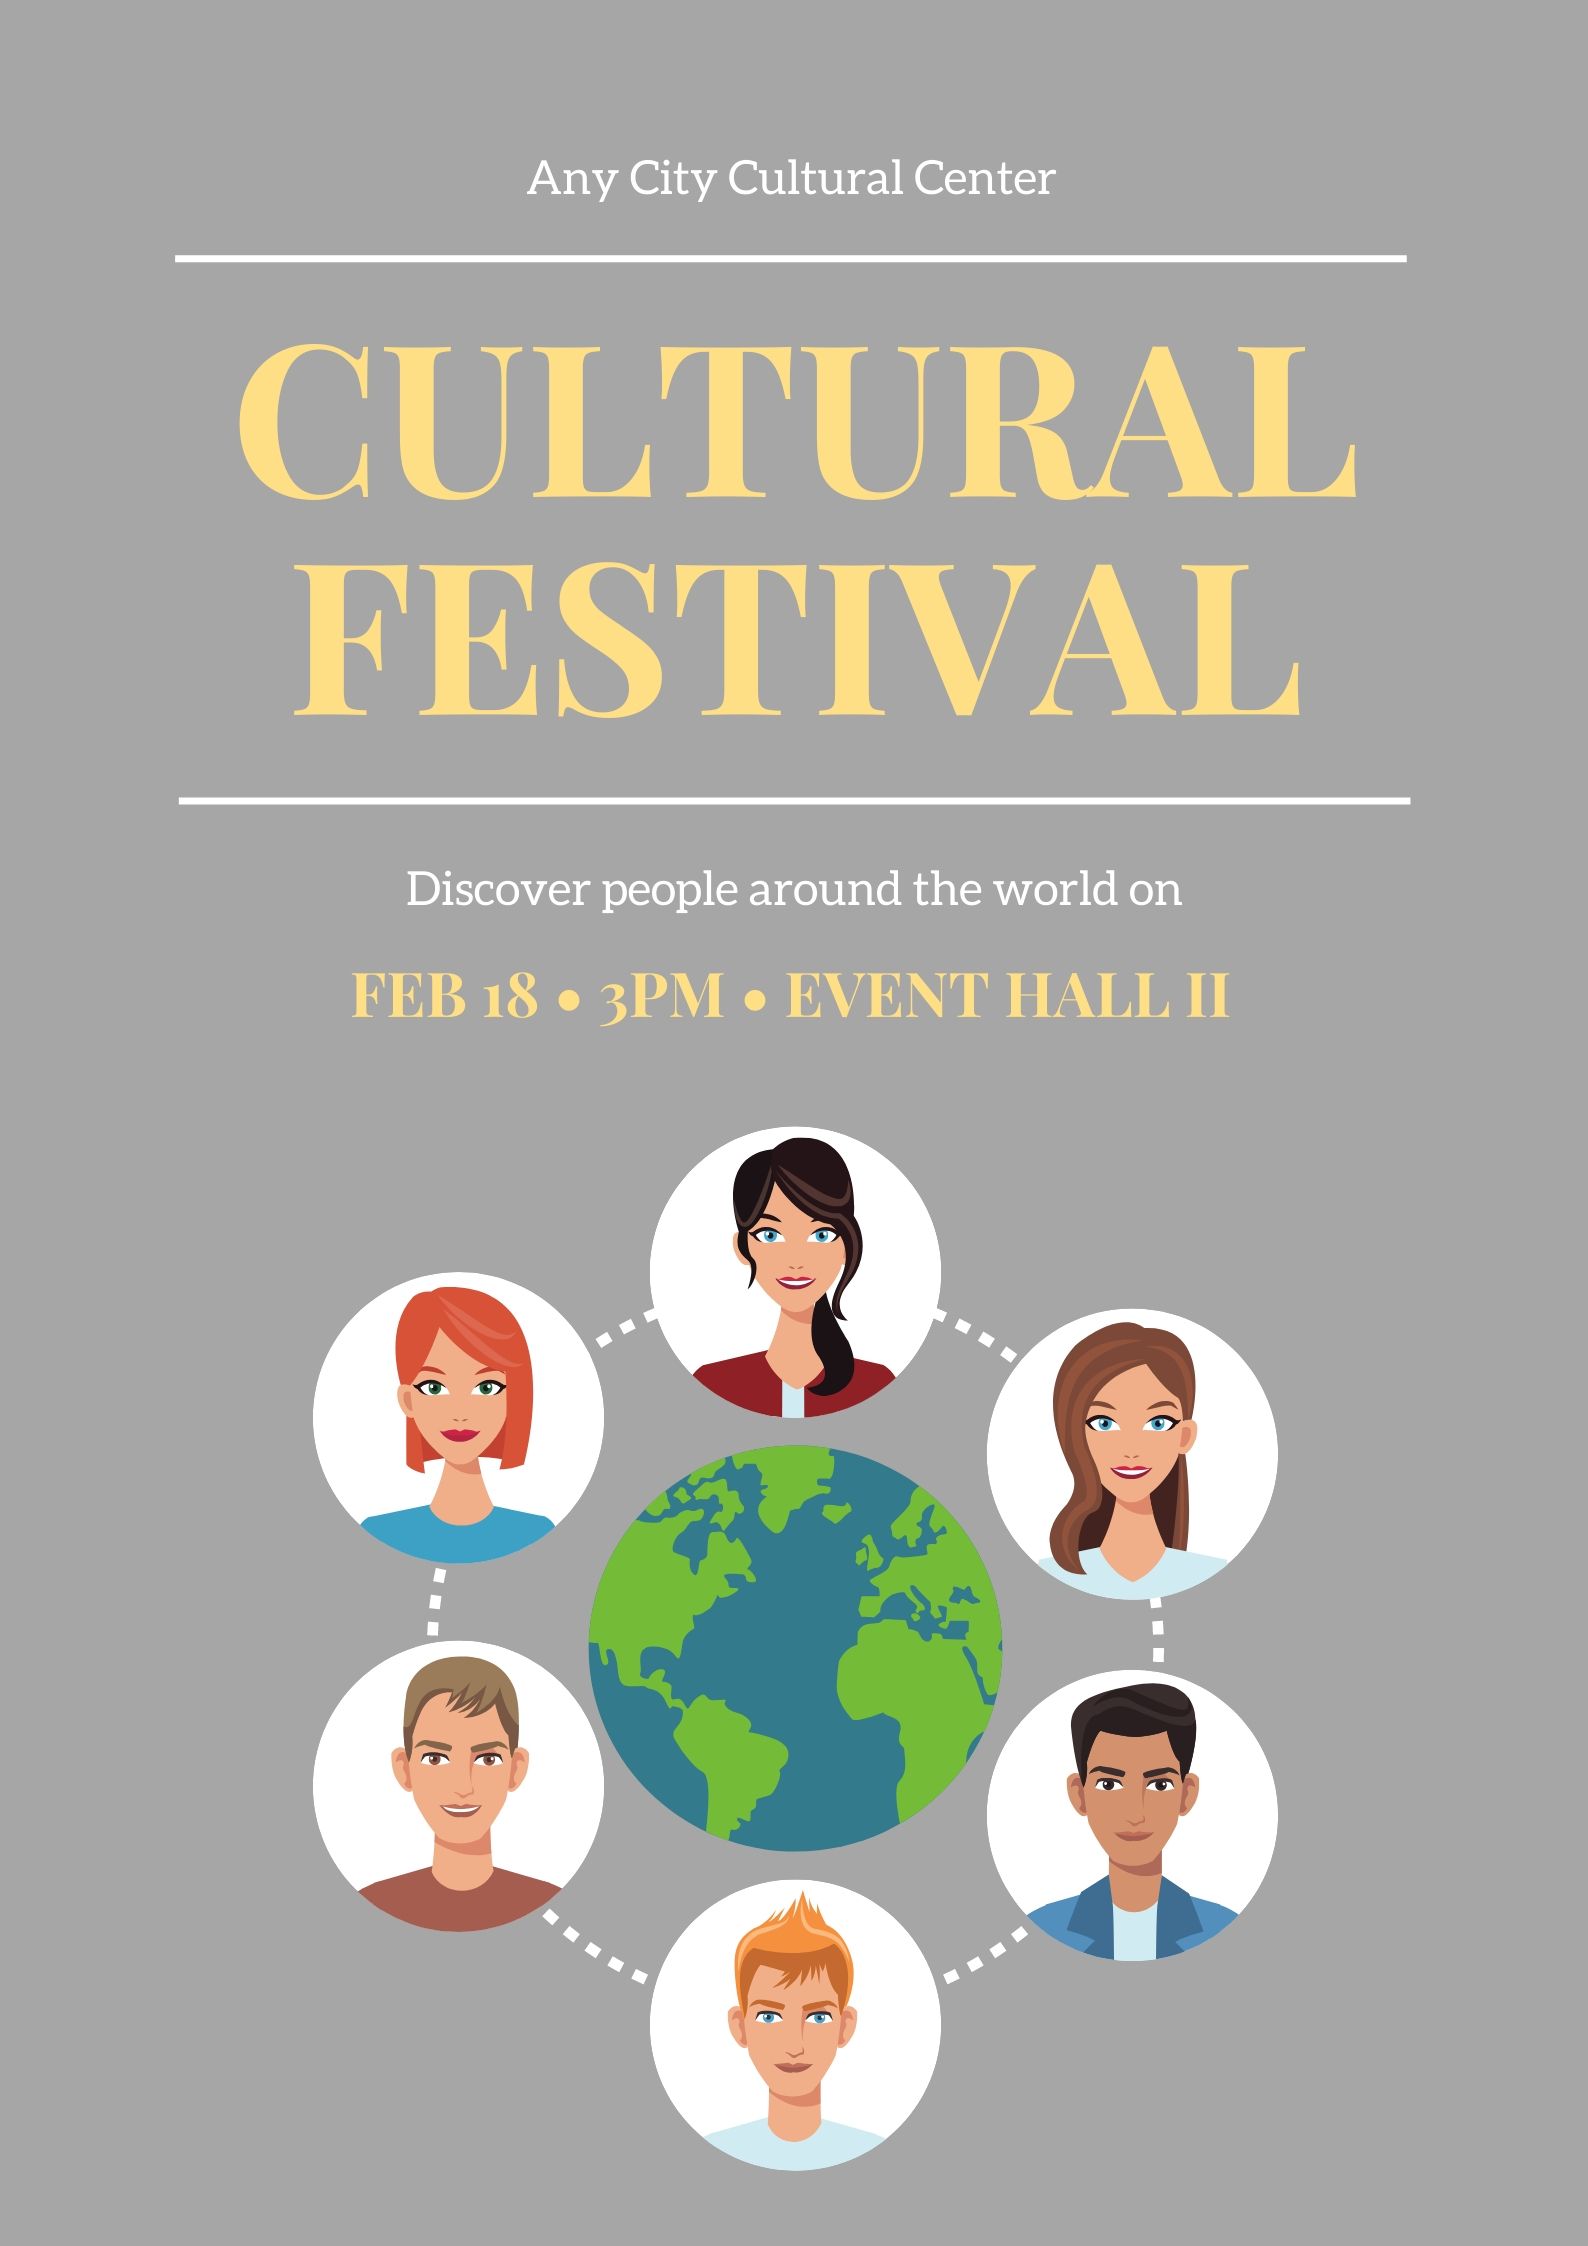 Any City Cultural Center
CULTURAL
FESTIVAL
Discover people around the world on
FEB 18 • 3PM • EVENT HALL II